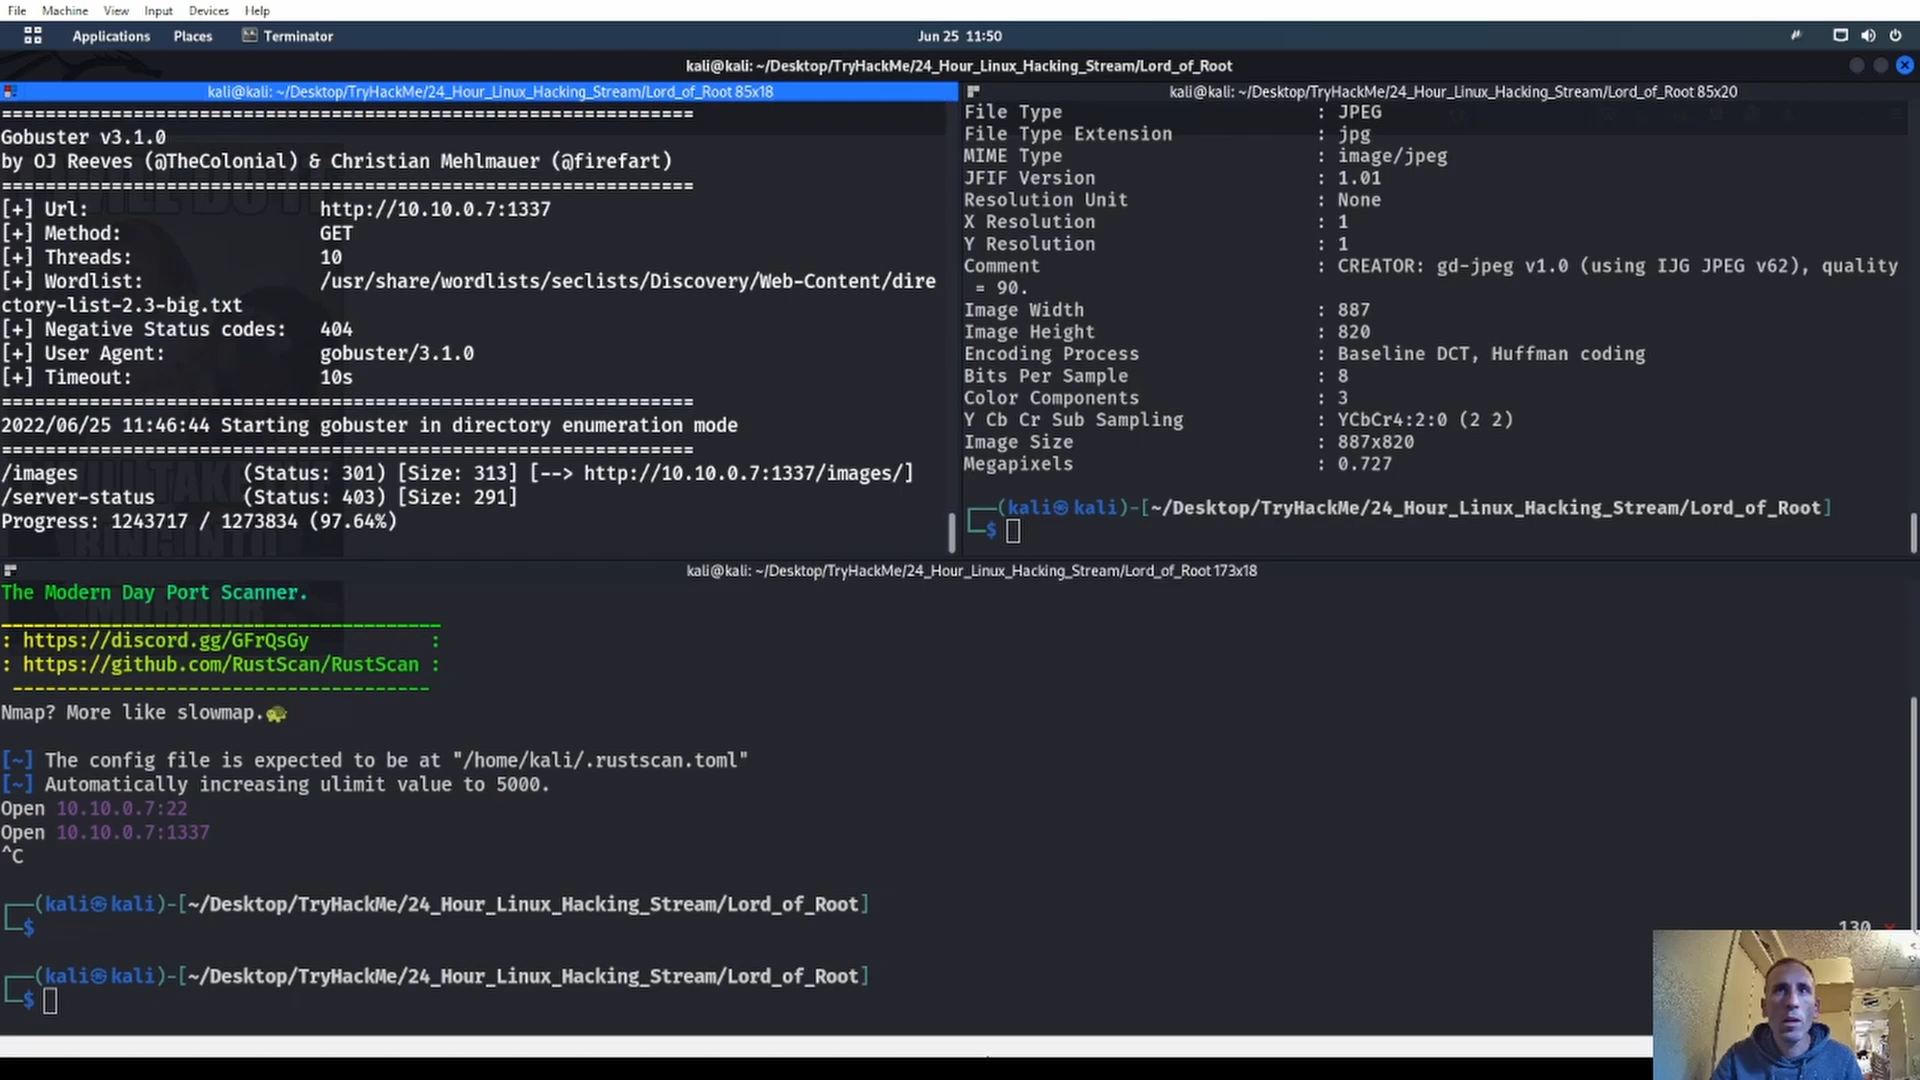 File Machine View Input Devices Help
Applications Places Terminator Jun 25 11:50
kali@kali: ~/Desktop/TryHackMe/24_Hour_Linux_Hacking_Stream/Lord_of_Root
kali@kali: ~/Desktop/TryHackMe/24_Hour_Linux_Hacking_Stream/Lord_of_Root 85x18
===============================================================
Gobuster v3.1.0
by OJ Reeves (@TheColonial) & Christian Mehlmauer (@firefart)
===============================================================
[+] Url: http://10.10.0.7:1337
[+] Method: GET
[+] Threads: 10
[+] Wordlist: /usr/share/wordlists/seclists/Discovery/Web-Content/dire
ctory-list-2.3-big.txt
[+] Negative Status codes: 404
[+] User Agent: gobuster/3.1.0
[+] Timeout: 10s
===============================================================
2022/06/25 11:46:44 Starting gobuster in directory enumeration mode
===============================================================
/images (Status: 301) [Size: 313] [--> http://10.10.0.7:1337/images/]
/server-status (Status: 403) [Size: 291]
Progress: 1243717 / 1273834 (97.64%)
kali@kali: ~/Desktop/TryHackMe/24_Hour_Linux_Hacking_Stream/Lord_of_Root 85x20
File Type : JPEG
File Type Extension : jpg
MIME Type : image/jpeg
JFIF Version : 1.01
Resolution Unit : None
X Resolution : 1
Y Resolution : 1
Comment : CREATOR: gd-jpeg v1.0 (using IJG JPEG v62), quality
= 90.
Image Width : 887
Image Height : 820
Encoding Process : Baseline DCT, Huffman coding
Bits Per Sample : 8
Color Components : 3
Y Cb Cr Sub Sampling : YCbCr4:2:0 (2 2)
Image Size : 887x820
Megapixels : 0.727
(kali㉿kali)-[~/Desktop/TryHackMe/24_Hour_Linux_Hacking_Stream/Lord_of_Root]
$
kali@kali: ~/Desktop/TryHackMe/24_Hour_Linux_Hacking_Stream/Lord_of_Root 173x18
The Modern Day Port Scanner.
: https://discord.gg/GFrQsGy :
: https://github.com/RustScan/RustScan :
--------------------------------------
Nmap? More like slowmap.🐢
[~] The config file is expected to be at "/home/kali/.rustscan.toml"
[~] Automatically increasing ulimit value to 5000.
Open 10.10.0.7:22
Open 10.10.0.7:1337
^C
(kali㉿kali)-[~/Desktop/TryHackMe/24_Hour_Linux_Hacking_Stream/Lord_of_Root]
$
130
(kali㉿kali)-[~/Desktop/TryHackMe/24_Hour_Linux_Hacking_Stream/Lord_of_Root]
$